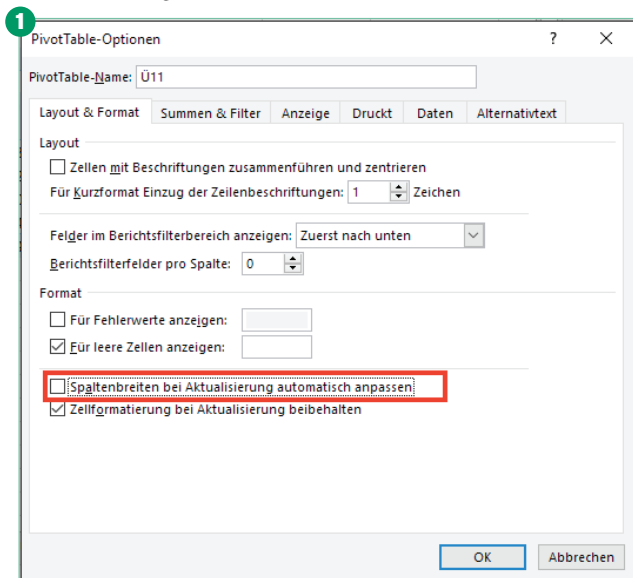 1
PivotTable-Optionen ? ×
PivotTable-Name: Ü11
Layout & Format Summen & Filter Anzeige Druckt Daten Alternativtext
Layout
Zellen mit Beschriftungen zusammenführen und zentrieren
Für Kurzformat Einzug der Zeilenbeschriftungen: 1 Zeichen
Felder im Berichtsfilterbereich anzeigen: Zuerst nach unten
Berichtsfilterfelder pro Spalte: 0
Format
Für Fehlerwerte anzeigen:
Für leere Zellen anzeigen:
Spaltenbreiten bei Aktualisierung automatisch anpassen
Zellformatierung bei Aktualisierung beibehalten
OK Abbrechen